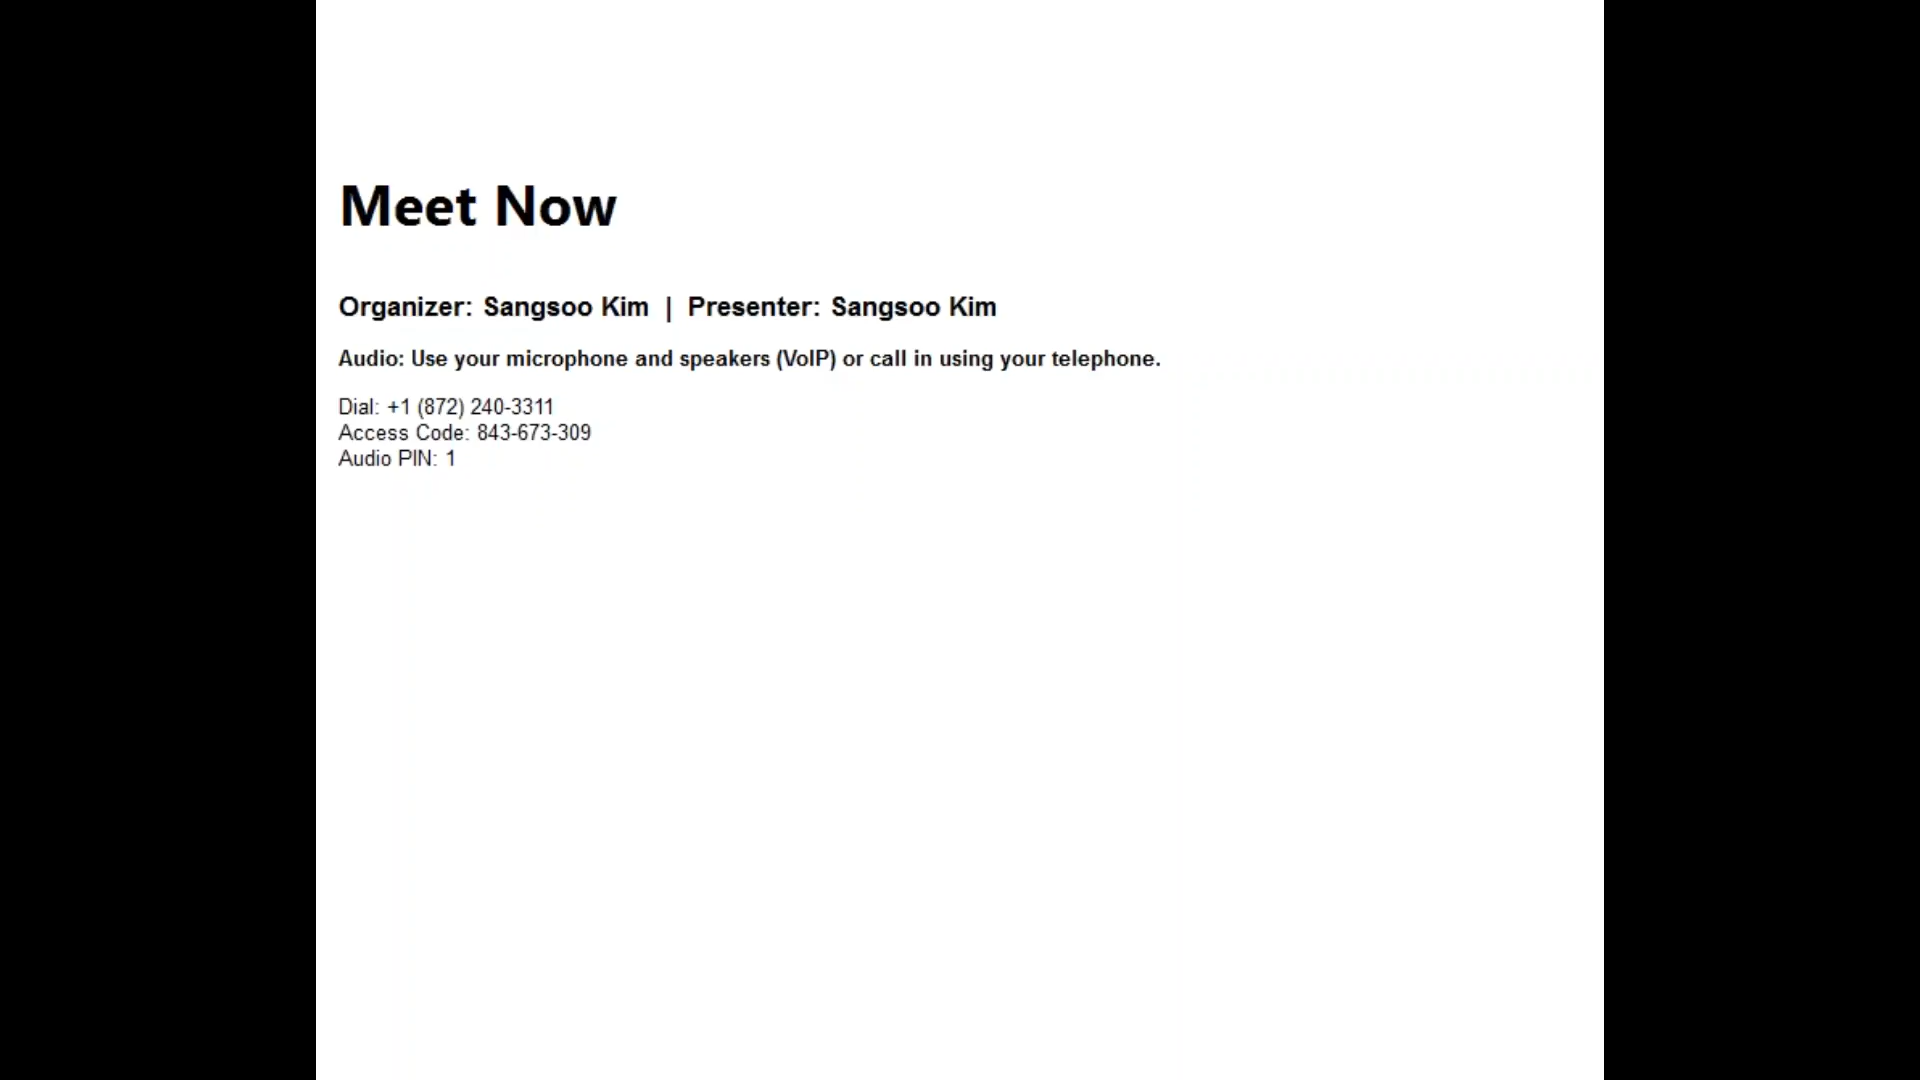 Meet Now
Organizer: Sangsoo Kim | Presenter: Sangsoo Kim
Audio: Use your microphone and speakers (VoIP) or call in using your telephone.
Dial: +1 (872) 240-3311
Access Code: 843-673-309
Audio PIN: 1